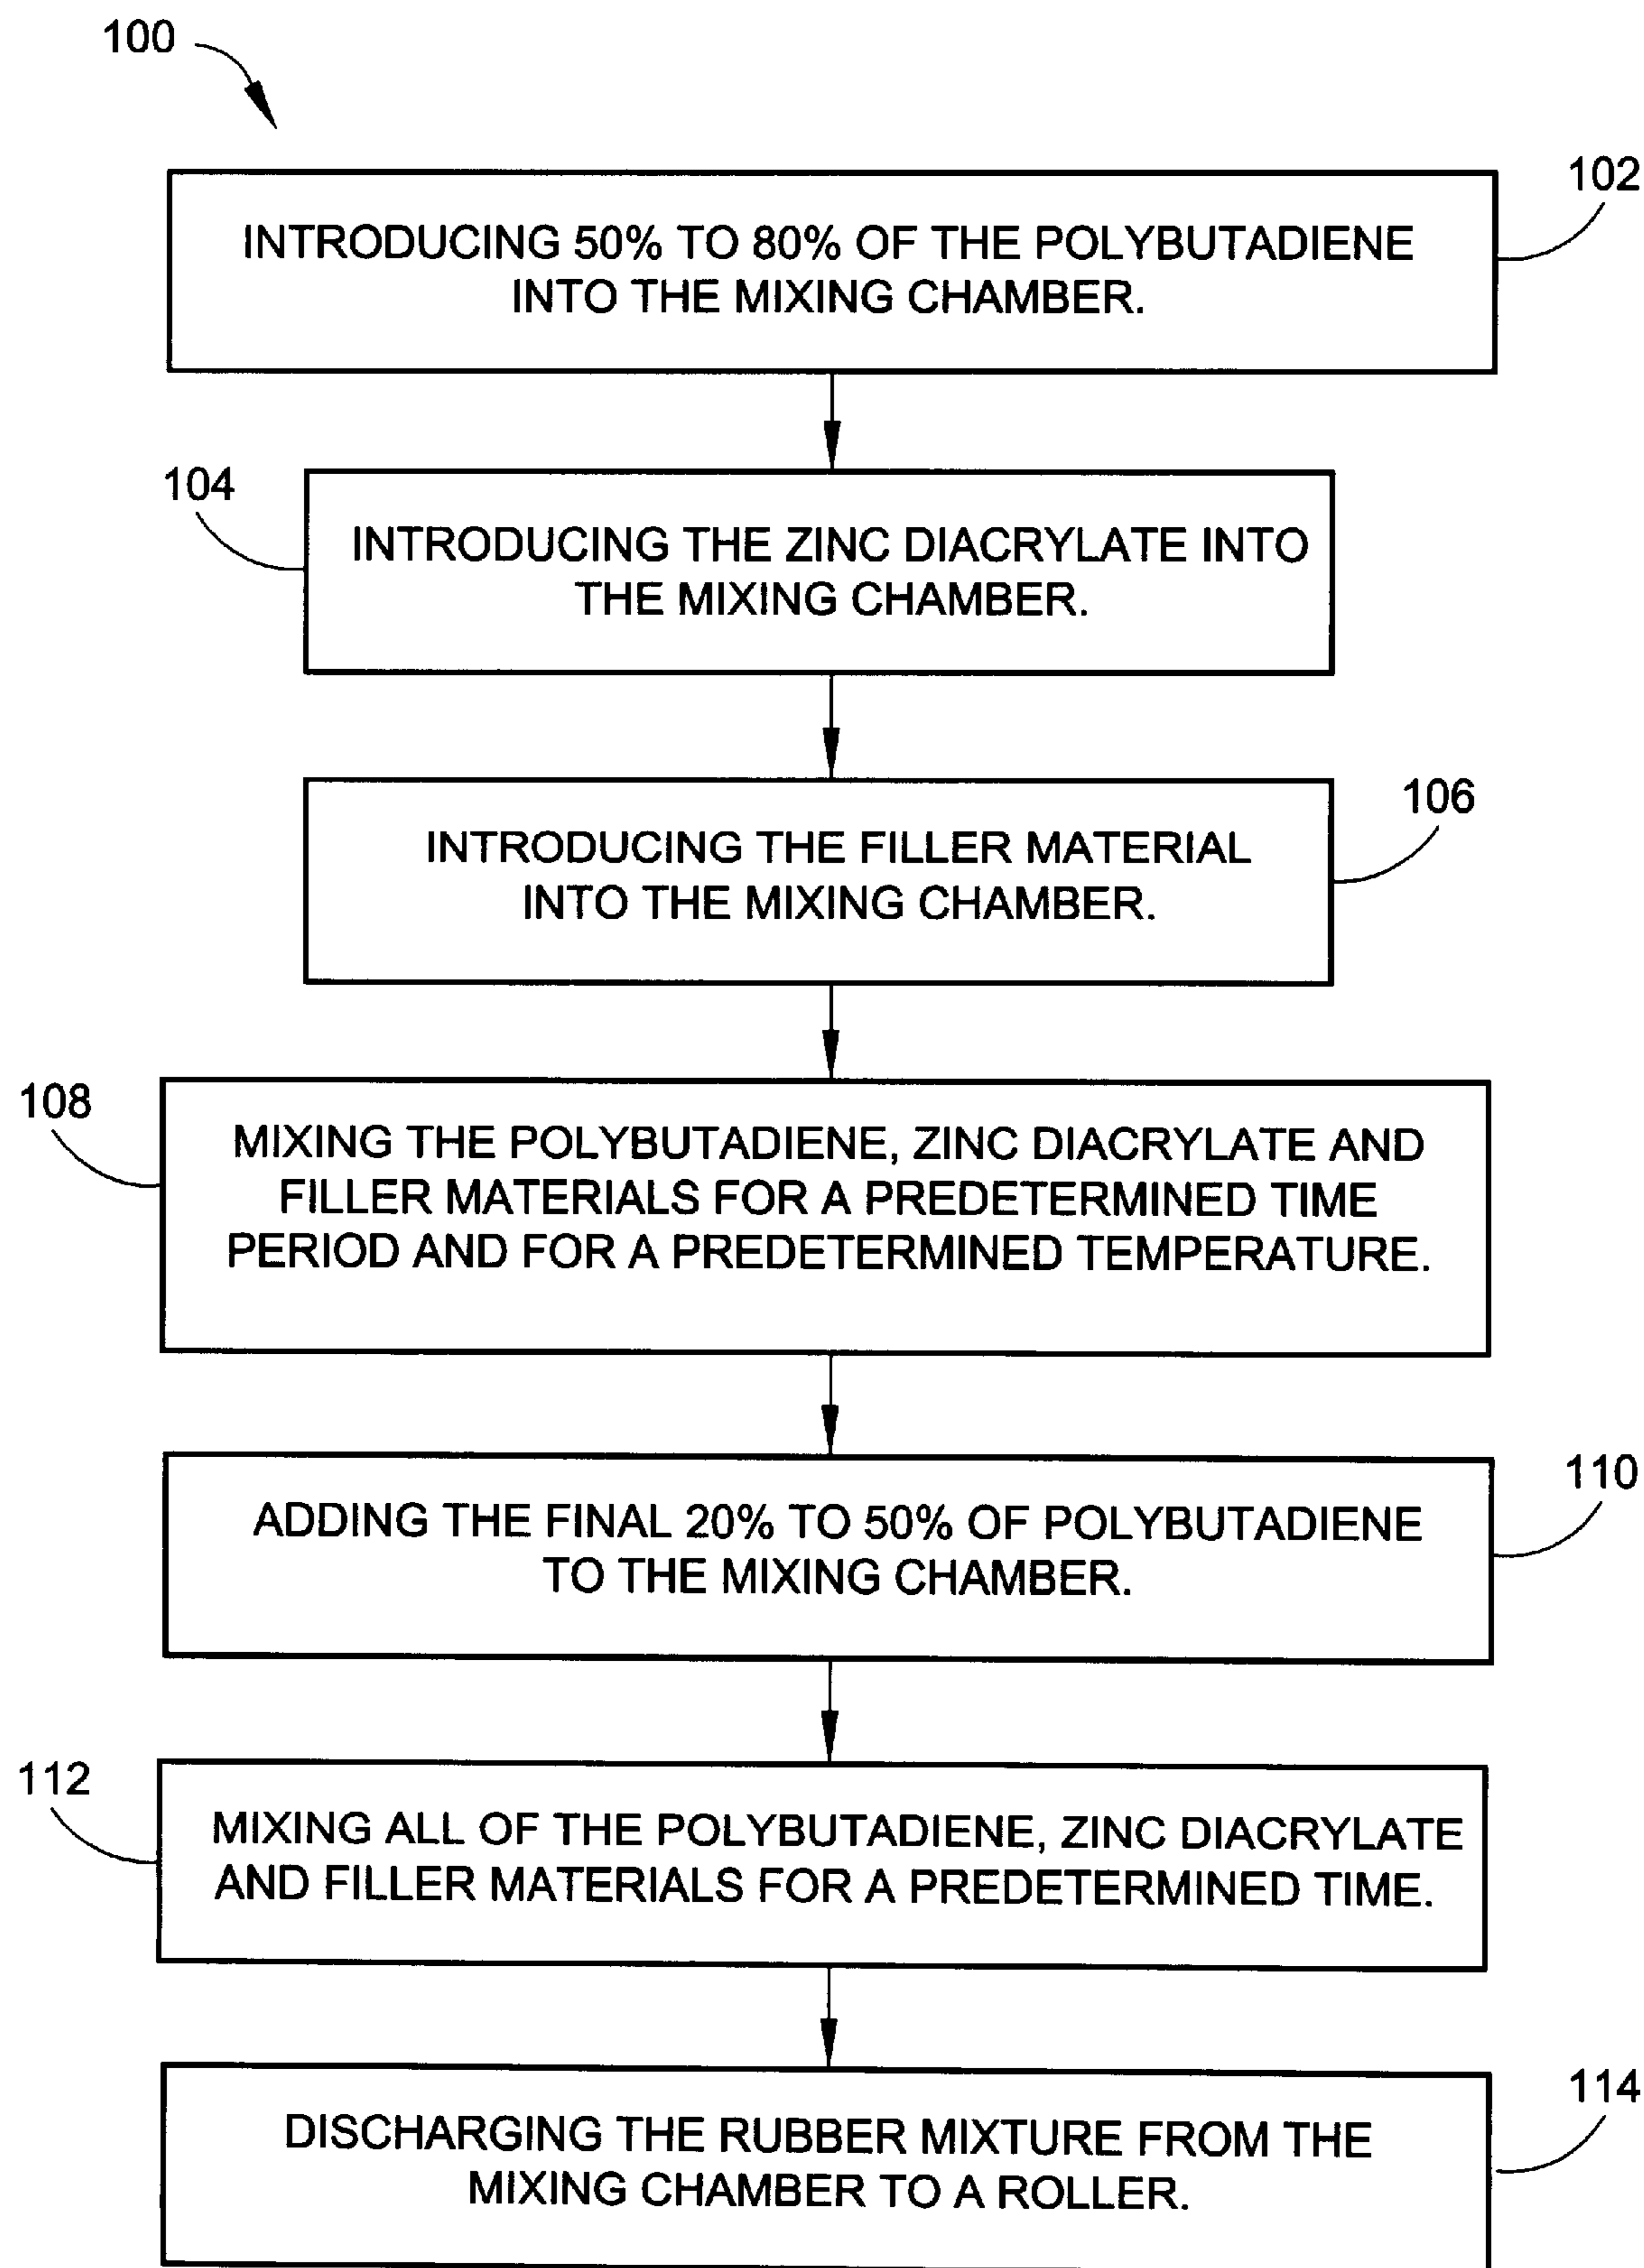 100
102
INTRODUCING 50% TO 80% OF THE POLYBUTADIENE
INTO THE MIXING CHAMBER.
104
INTRODUCING THE ZINC DIACRYLATE INTO
THE MIXING CHAMBER.
106
INTRODUCING THE FILLER MATERIAL
INTO THE MIXING CHAMBER.
108
MIXING THE POLYBUTADIENE, ZINC DIACRYLATE AND
FILLER MATERIALS FOR A PREDETERMINED TIME
PERIOD AND FOR A PREDETERMINED TEMPERATURE.
110
ADDING THE FINAL 20% TO 50% OF POLYBUTADIENE
TO THE MIXING CHAMBER.
112
MIXING ALL OF THE POLYBUTADIENE, ZINC DIACRYLATE
AND FILLER MATERIALS FOR A PREDETERMINED TIME.
114
DISCHARGING THE RUBBER MIXTURE FROM THE
MIXING CHAMBER TO A ROLLER.